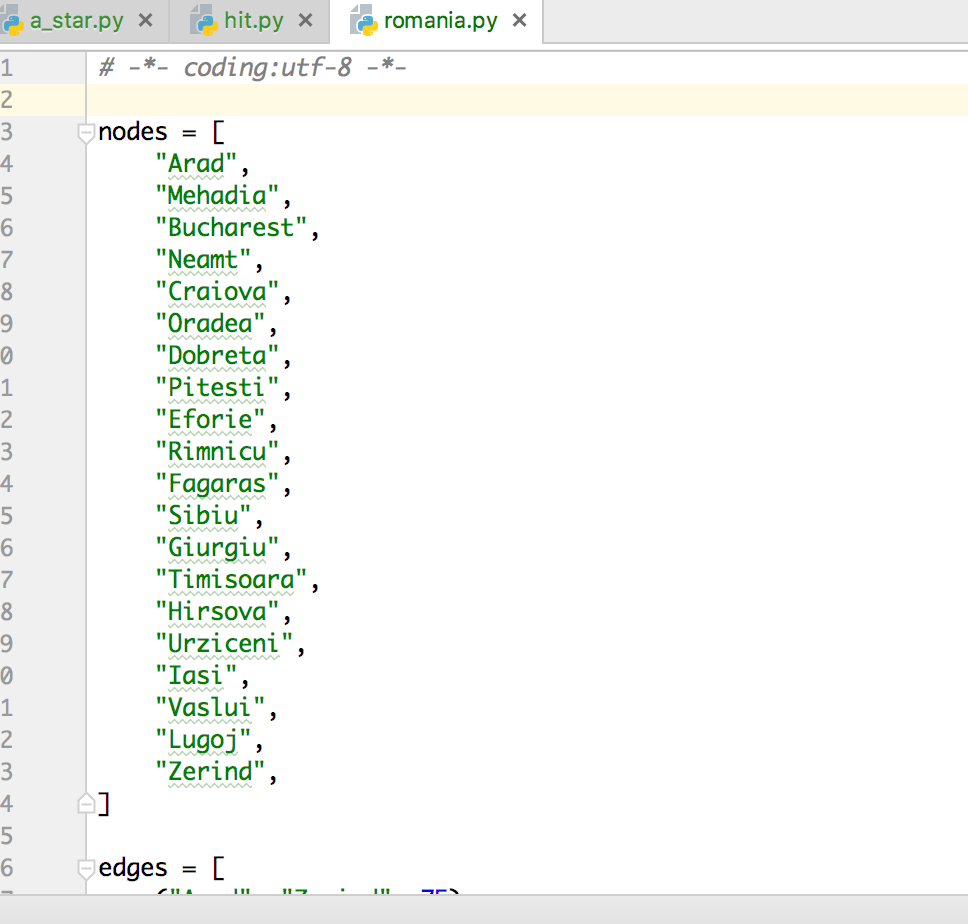 a_star.py hit.py romania.py
1 # -*- coding:utf-8 -*-
2
3 nodes = [
4 "Arad",
5 "Mehadia",
6 "Bucharest",
7 "Neamt",
8 "Craiova",
9 "Oradea",
0 "Dobreta",
1 "Pitesti",
2 "Eforie",
3 "Rimnicu",
4 "Fagaras",
5 "Sibiu",
6 "Giurgiu",
7 "Timisoara",
8 "Hirsova",
9 "Urziceni",
0 "Iasi",
1 "Vaslui",
2 "Lugoj",
3 "Zerind",
4 ]
5
6 edges = [